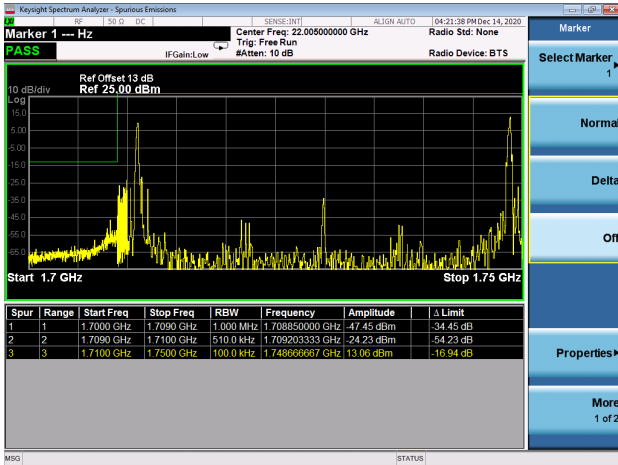 Keysight Spectrum Analyzer - Spurious Emissions
LXI RF 50 Ω DC SENSE:INT ALIGN AUTO 04:21:38 PM Dec 14, 2020
Marker 1 --- Hz
Center Freq: 22.005000000 GHz
Radio Std: None
Trig: Free Run
PASS
IFGain:Low
#Atten: 10 dB
Radio Device: BTS
Ref Offset 13 dB
10 dB/div Ref 25.00 dBm
Log
15.0
5.00
-5.00
-15.0
-25.0
-35.0
-45.0
-55.0
-65.0
Start 1.7 GHz Stop 1.75 GHz
Spur Range Start Freq Stop Freq RBW Frequency Amplitude Δ Limit
1 1 1.7000 GHz 1.7090 GHz 1.000 MHz 1.708850000 GHz -47.45 dBm -34.45 dB
2 2 1.7090 GHz 1.7100 GHz 510.0 kHz 1.709203333 GHz -24.23 dBm -54.23 dB
3 3 1.7100 GHz 1.7500 GHz 100.0 kHz 1.748666667 GHz 13.06 dBm -16.94 dB
MSG STATUS
Marker
Select Marker
1
Normal
Delta
Off
Properties
More
1 of 2